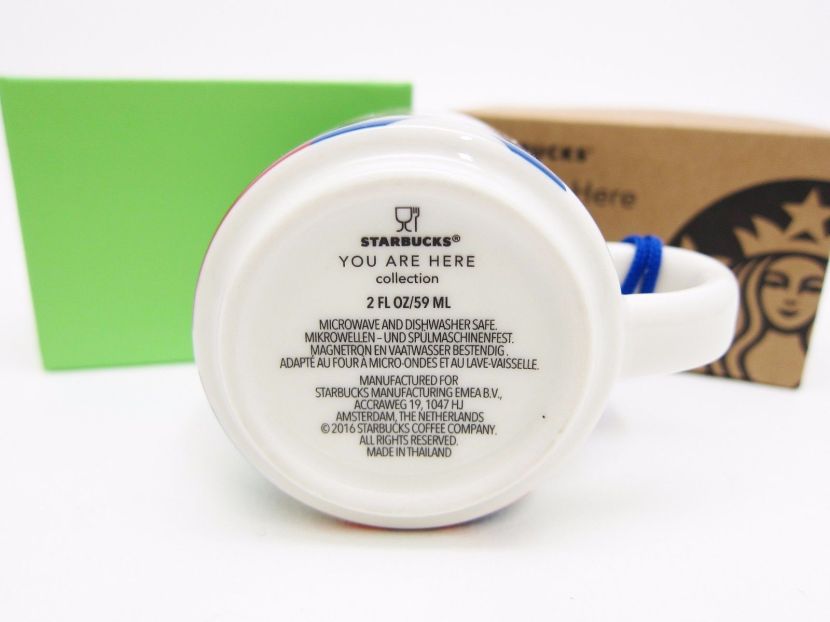 STARBUCKS®
YOU ARE HERE
collection
2 FL OZ/59 ML
MICROWAVE AND DISHWASHER SAFE.
MIKROWELLEN – UND SPÜLMASCHINENFEST.
MAGNETRON EN VAATWASSER BESTENDIG .
ADAPTÉ AU FOUR À MICRO-ONDES ET AU LAVE-VAISSELLE.
MANUFACTURED FOR
STARBUCKS MANUFACTURING EMEA B.V.,
ACCRAWEG 19, 1047 HJ
AMSTERDAM, THE NETHERLANDS
© 2016 STARBUCKS COFFEE COMPANY.
ALL RIGHTS RESERVED.
MADE IN THAILAND
Here